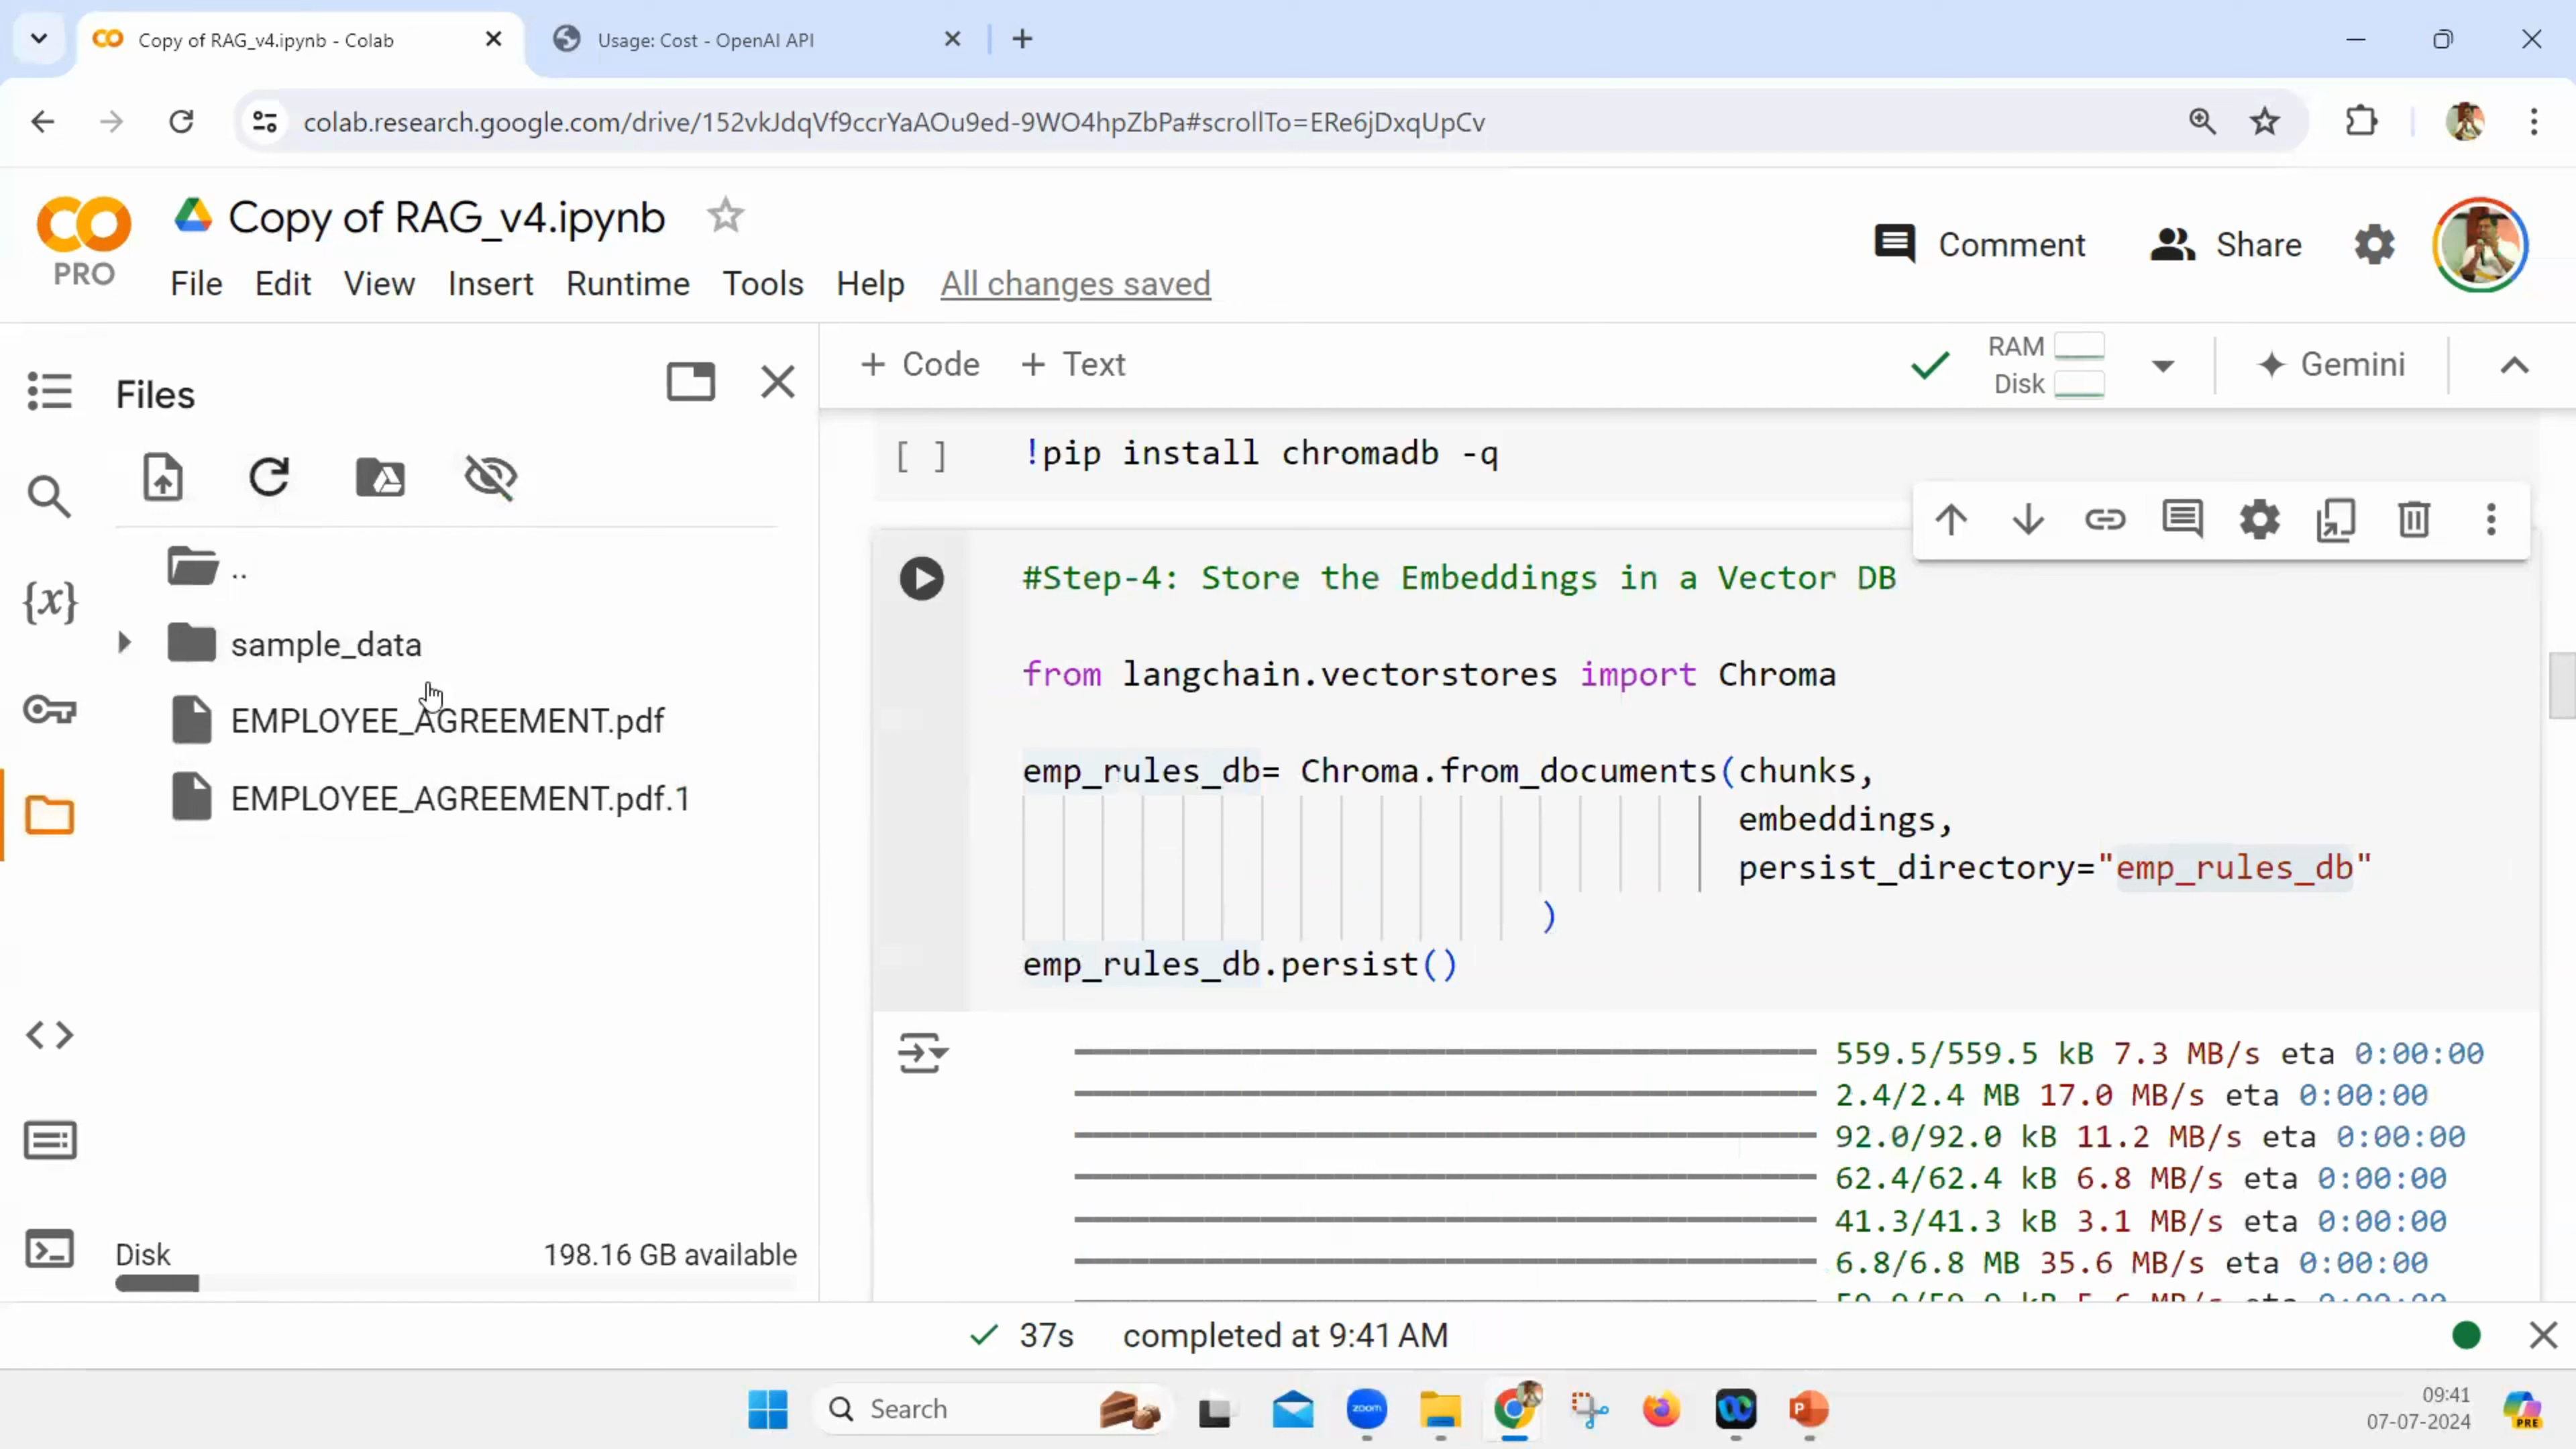 Copy of RAG_v4.ipynb - Colab
Usage: Cost - OpenAI API
colab.research.google.com/drive/152vkJdqVf9ccrYaAOu9ed-9WO4hpZbPa#scrollTo=ERe6jDxqUpCv
PRO
Copy of RAG_v4.ipynb
File Edit View Insert Runtime Tools Help All changes saved
Comment
Share
Files
+ Code + Text
RAM
Disk
Gemini
..
sample_data
EMPLOYEE_AGREEMENT.pdf
EMPLOYEE_AGREEMENT.pdf.1
{x}
Disk 198.16 GB available
[ ] !pip install chromadb -q
#Step-4: Store the Embeddings in a Vector DB
from langchain.vectorstores import Chroma
emp_rules_db= Chroma.from_documents(chunks,
embeddings,
persist_directory="emp_rules_db"
)
emp_rules_db.persist()
559.5/559.5 kB 7.3 MB/s eta 0:00:00
2.4/2.4 MB 17.0 MB/s eta 0:00:00
92.0/92.0 kB 11.2 MB/s eta 0:00:00
62.4/62.4 kB 6.8 MB/s eta 0:00:00
41.3/41.3 kB 3.1 MB/s eta 0:00:00
6.8/6.8 MB 35.6 MB/s eta 0:00:00
37s completed at 9:41 AM
Search
zoom
PRE
09:41
07-07-2024